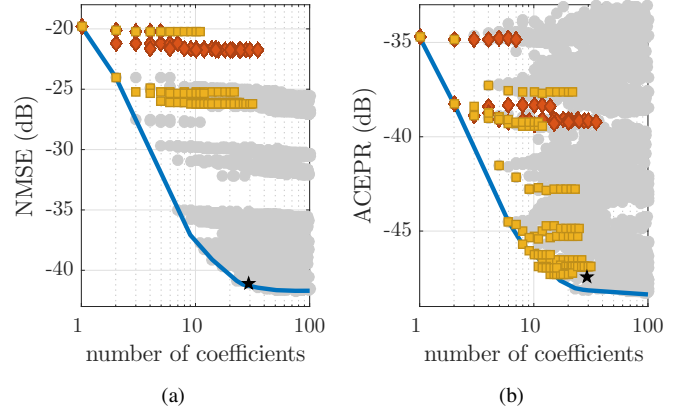 −20
−25
−30
−35
−40
NMSE (dB)
1
10
100
number of coefficients
(a)
−35
−40
−45
ACEPR (dB)
1
10
100
number of coefficients
(b)